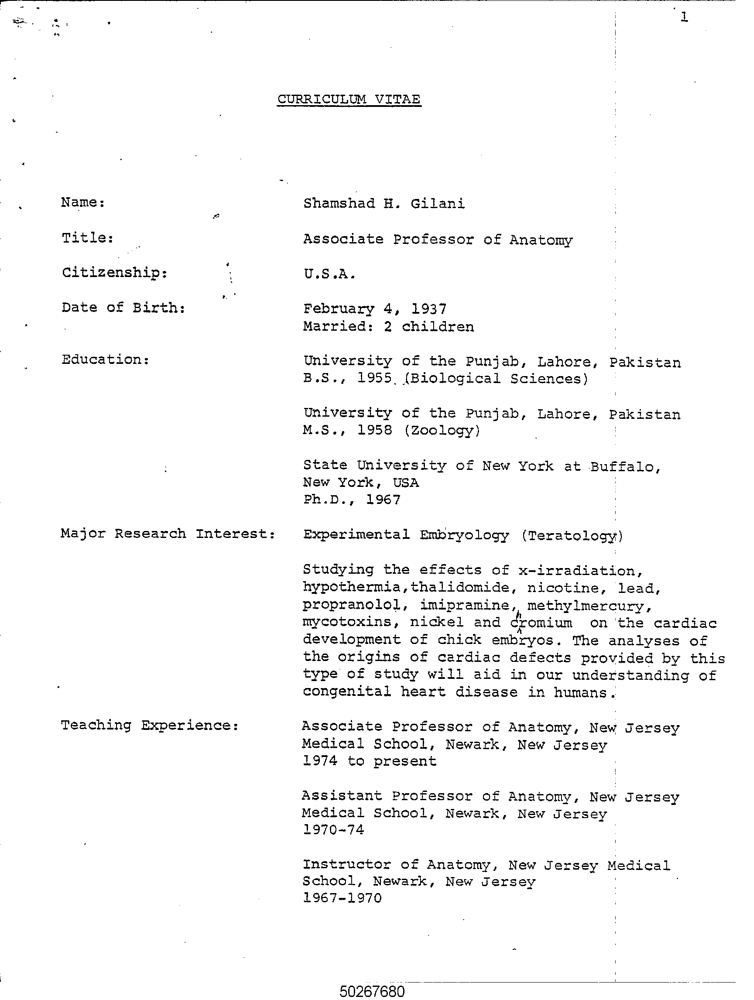 1
CURRICULUM VITAE
Name: Shamshad H. Gilani
Title: Associate Professor of Anatomy
Citizenship: U.S.A.
Date of Birth: February 4, 1937
Married: 2 children
Education: University of the Punjab, Lahore, Pakistan
B.S., 1955 (Biological Sciences)
University of the Punjab, Lahore, Pakistan
M.S., 1958 (Zoology)
State University of New York at Buffalo,
New York, USA
Ph.D., 1967
Major Research Interest: Experimental Embryology (Teratology)
Studying the effects of x-irradiation,
hypothermia,thalidomide, nicotine, lead,
propranolol, imipramine, methylmercury,
mycotoxins, nickel and chromium on the cardiac
development of chick embryos. The analyses of
the origins of cardiac defects provided by this
type of study will aid in our understanding of
congenital heart disease in humans.
Teaching Experience: Associate Professor of Anatomy, New Jersey
Medical School, Newark, New Jersey
1974 to present
Assistant Professor of Anatomy, New Jersey
Medical School, Newark, New Jersey
1970-74
Instructor of Anatomy, New Jersey Medical
School, Newark, New Jersey
1967-1970
50267680